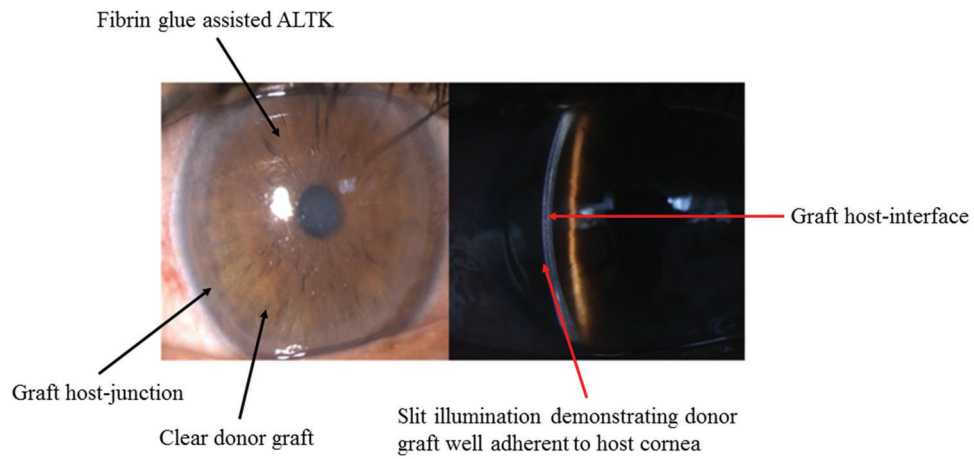 Fibrin glue assisted ALTK
Graft host-interface
Graft host-junction
Clear donor graft
Slit illumination demonstrating donor
graft well adherent to host cornea